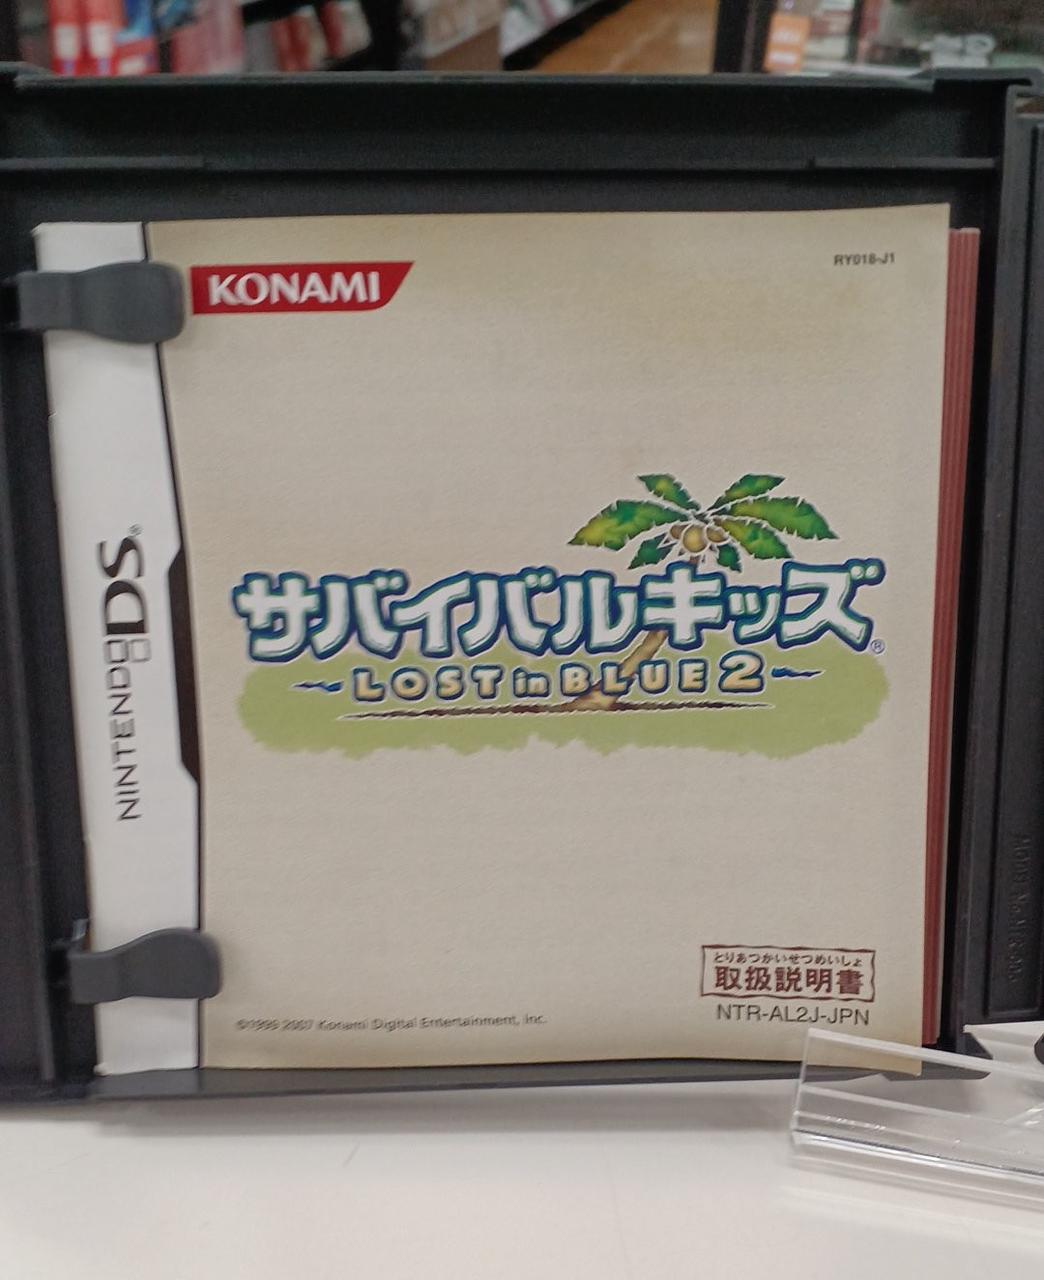 KONAMI
RY018-J1
NINTENDO DS®
サバイバルキッズ®
~LOST in BLUE 2~
とりあつかいせつめいしょ
取扱説明書
NTR-AL2J-JPN
©1999 2007 Konami Digital Entertainment, Inc.